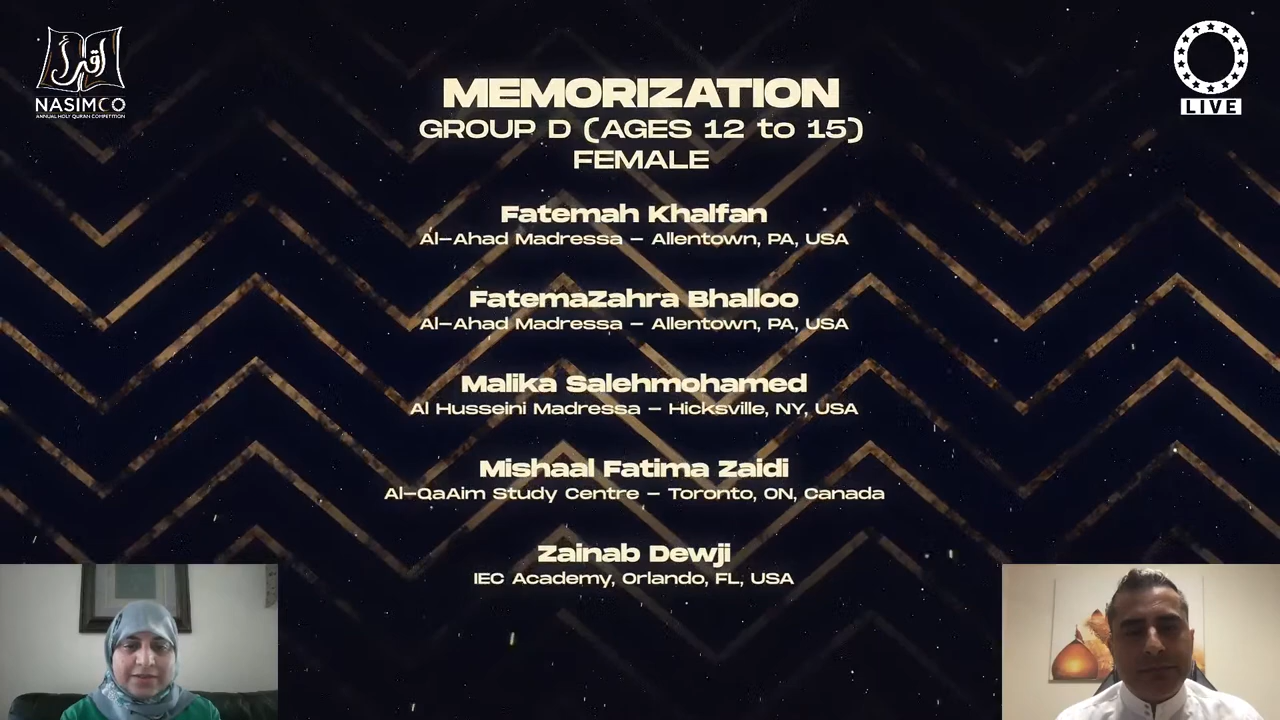 اقرأ
NASIMCO
ANNUAL HOLY QURAN COMPETITION
LIVE
MEMORIZATION
GROUP D (AGES 12 to 15)
FEMALE
Fatemah Khalfan
Al-Ahad Madressa – Allentown, PA, USA
FatemaZahra Bhalloo
Al-Ahad Madressa – Allentown, PA, USA
Malika Salehmohamed
Al Husseini Madressa – Hicksville, NY, USA
Mishaal Fatima Zaidi
Al-QaAim Study Centre – Toronto, ON, Canada
Zainab Dewji
IEC Academy, Orlando, FL, USA